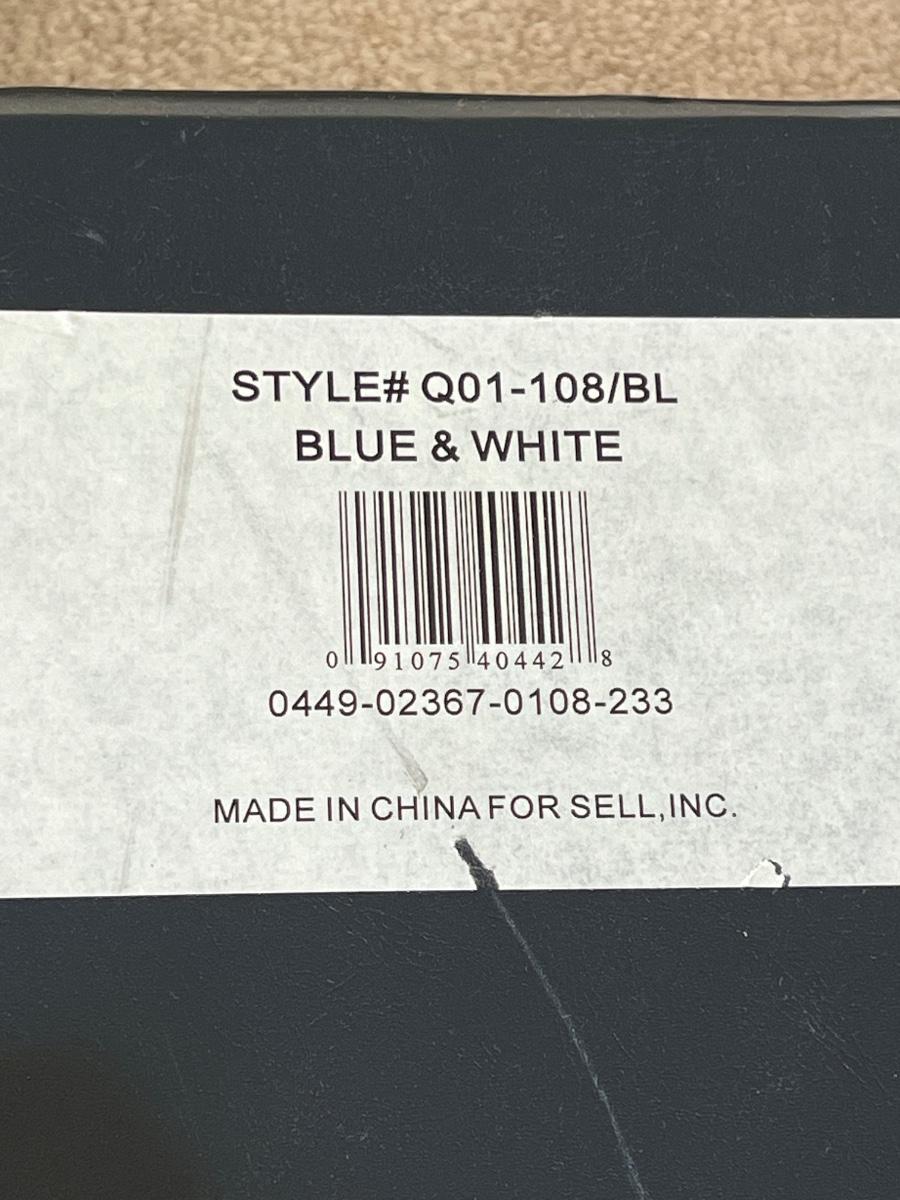 STYLE# Q01-108/BL
BLUE & WHITE
0 91075 40442 8
0449-02367-0108-233
MADE IN CHINA FOR SELL,INC.